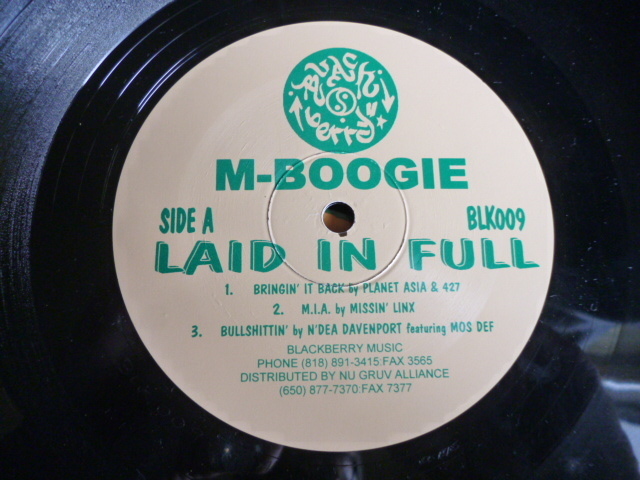 Black
berry
M-BOOGIE
SIDE A
BLK009
LAID IN FULL
1. BRINGIN' IT BACK by PLANET ASIA & 427
2. M.I.A. by MISSIN' LINX
3. BULLSHITTIN' by N'DEA DAVENPORT featuring MOS DEF
BLACKBERRY MUSIC
PHONE (818) 891-3415:FAX 3565
DISTRIBUTED BY NU GRUV ALLIANCE
(650) 877-7370:FAX 7377